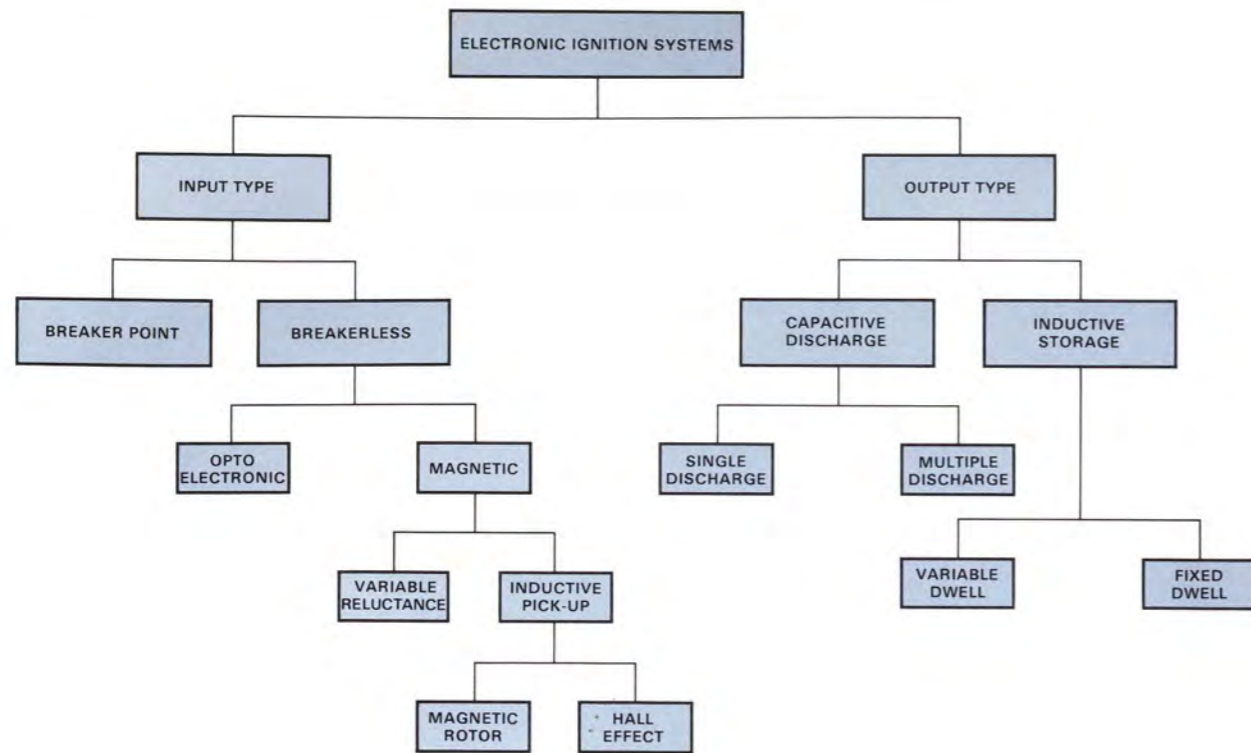 ELECTRONIC IGNITION SYSTEMS
INPUT TYPE
OUTPUT TYPE
BREAKER POINT
BREAKERLESS
CAPACITIVE
DISCHARGE
INDUCTIVE
STORAGE
OPTO
ELECTRONIC
MAGNETIC
SINGLE
DISCHARGE
MULTIPLE
DISCHARGE
VARIABLE
RELUCTANCE
INDUCTIVE
PICK-UP
VARIABLE
DWELL
FIXED
DWELL
MAGNETIC
ROTOR
HALL
EFFECT